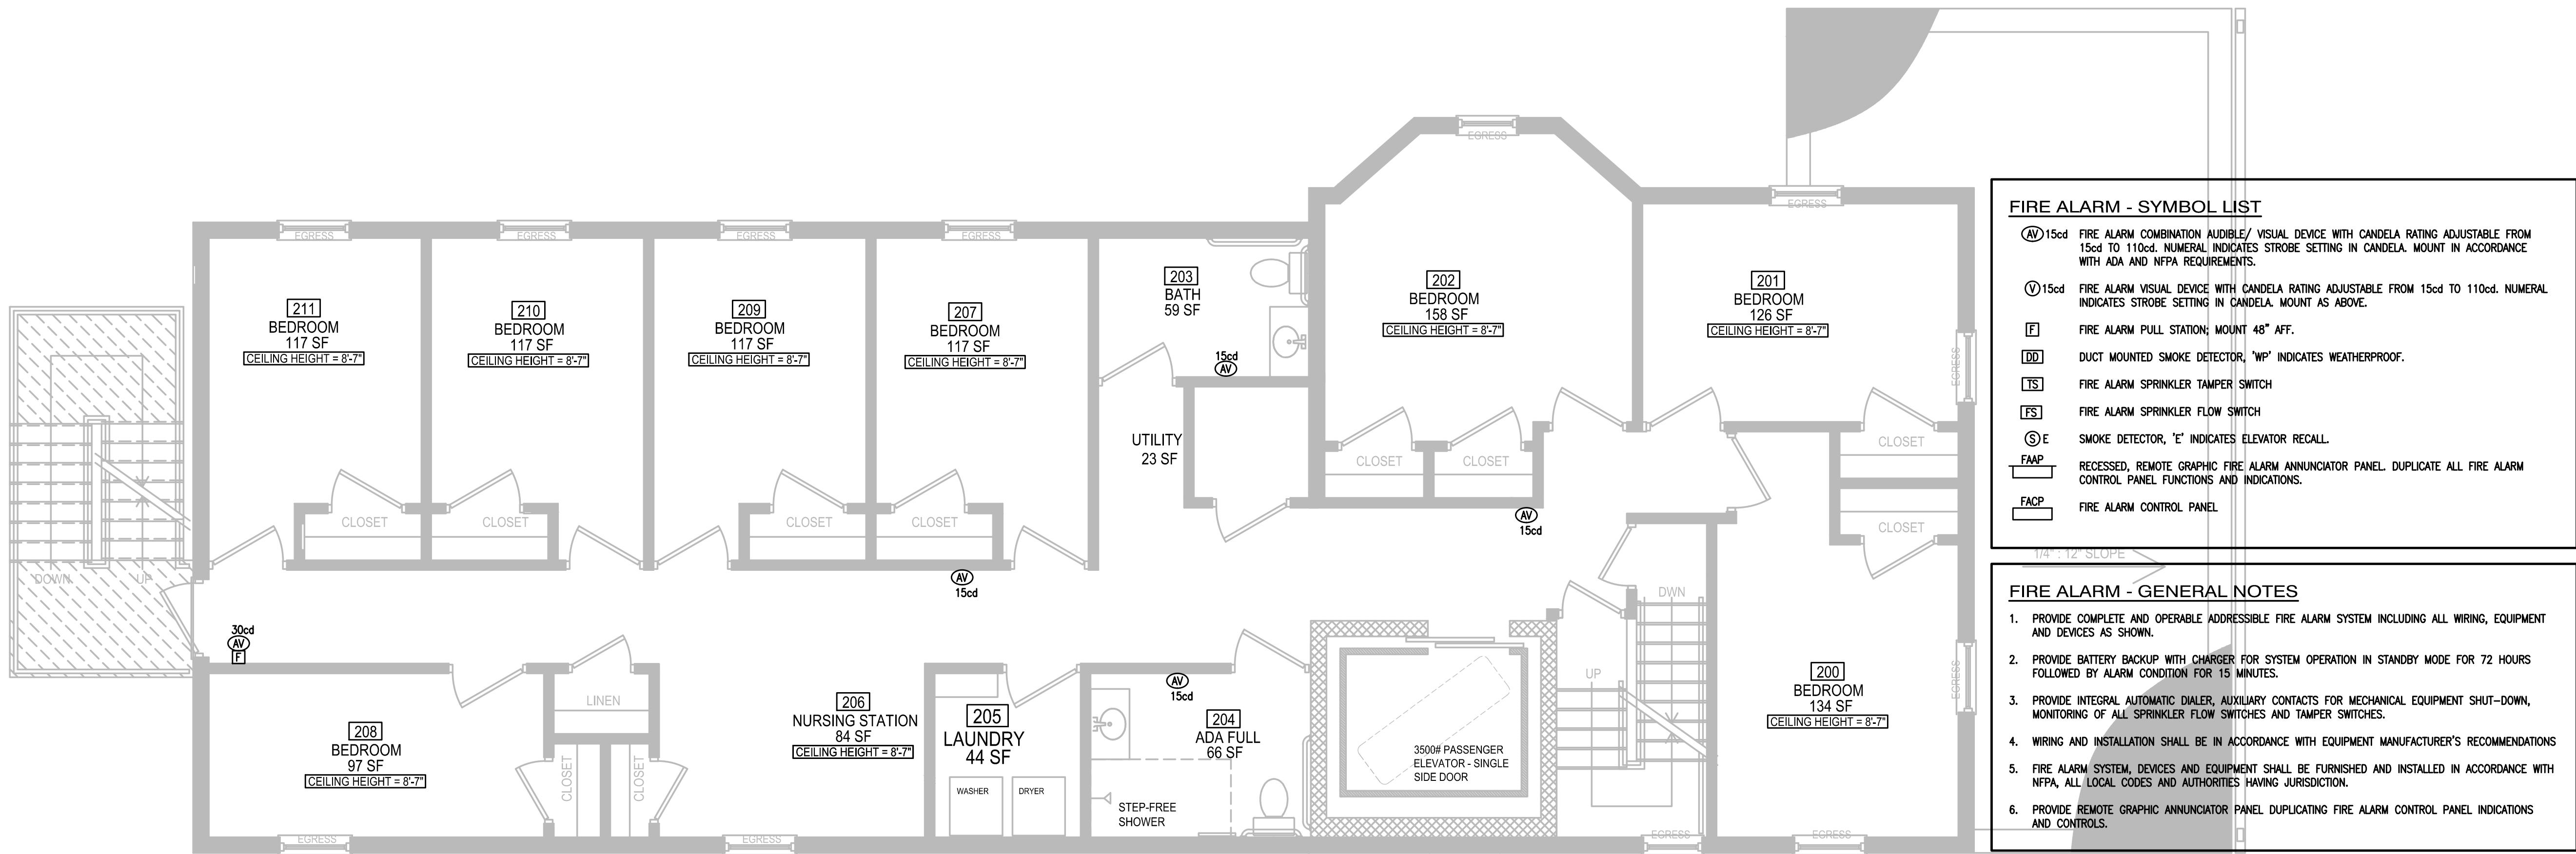 EGRESS
EGRESS
EGRESS
EGRESS
EGRESS
EGRESS
211
BEDROOM
117 SF
CEILING HEIGHT = 8'-7"
210
BEDROOM
117 SF
CEILING HEIGHT = 8'-7"
209
BEDROOM
117 SF
CEILING HEIGHT = 8'-7"
207
BEDROOM
117 SF
CEILING HEIGHT = 8'-7"
203
BATH
59 SF
15cd
AV
202
BEDROOM
158 SF
CEILING HEIGHT = 8'-7"
201
BEDROOM
126 SF
CEILING HEIGHT = 8'-7"
EGRESS
UTILITY
23 SF
CLOSET
CLOSET
CLOSET
CLOSET
CLOSET
CLOSET
CLOSET
CLOSET
AV
15cd
AV
15cd
DOWN
UP
30cd
AV
F
DWN
UP
LINEN
208
BEDROOM
97 SF
CEILING HEIGHT = 8'-7"
CLOSET
CLOSET
206
NURSING STATION
84 SF
CEILING HEIGHT = 8'-7"
205
LAUNDRY
44 SF
WASHER
DRYER
AV
15cd
204
ADA FULL
66 SF
STEP-FREE
SHOWER
3500# PASSENGER
ELEVATOR - SINGLE
SIDE DOOR
200
BEDROOM
134 SF
CEILING HEIGHT = 8'-7"
EGRESS
EGRESS
EGRESS
EGRESS
EGRESS
FIRE ALARM - SYMBOL LIST
AV 15cd FIRE ALARM COMBINATION AUDIBLE/ VISUAL DEVICE WITH CANDELA RATING ADJUSTABLE FROM
15cd TO 110cd. NUMERAL INDICATES STROBE SETTING IN CANDELA. MOUNT IN ACCORDANCE
WITH ADA AND NFPA REQUIREMENTS.
V 15cd FIRE ALARM VISUAL DEVICE WITH CANDELA RATING ADJUSTABLE FROM 15cd TO 110cd. NUMERAL
INDICATES STROBE SETTING IN CANDELA. MOUNT AS ABOVE.
F FIRE ALARM PULL STATION; MOUNT 48" AFF.
DD DUCT MOUNTED SMOKE DETECTOR, 'WP' INDICATES WEATHERPROOF.
TS FIRE ALARM SPRINKLER TAMPER SWITCH
FS FIRE ALARM SPRINKLER FLOW SWITCH
S E SMOKE DETECTOR, 'E' INDICATES ELEVATOR RECALL.
FAAP RECESSED, REMOTE GRAPHIC FIRE ALARM ANNUNCIATOR PANEL. DUPLICATE ALL FIRE ALARM
CONTROL PANEL FUNCTIONS AND INDICATIONS.
FACP FIRE ALARM CONTROL PANEL
1/4" : 12" SLOPE
FIRE ALARM - GENERAL NOTES
1. PROVIDE COMPLETE AND OPERABLE ADDRESSIBLE FIRE ALARM SYSTEM INCLUDING ALL WIRING, EQUIPMENT
AND DEVICES AS SHOWN.
2. PROVIDE BATTERY BACKUP WITH CHARGER FOR SYSTEM OPERATION IN STANDBY MODE FOR 72 HOURS
FOLLOWED BY ALARM CONDITION FOR 15 MINUTES.
3. PROVIDE INTEGRAL AUTOMATIC DIALER, AUXILIARY CONTACTS FOR MECHANICAL EQUIPMENT SHUT-DOWN,
MONITORING OF ALL SPRINKLER FLOW SWITCHES AND TAMPER SWITCHES.
4. WIRING AND INSTALLATION SHALL BE IN ACCORDANCE WITH EQUIPMENT MANUFACTURER'S RECOMMENDATIONS
5. FIRE ALARM SYSTEM, DEVICES AND EQUIPMENT SHALL BE FURNISHED AND INSTALLED IN ACCORDANCE WITH
NFPA, ALL LOCAL CODES AND AUTHORITIES HAVING JURISDICTION.
6. PROVIDE REMOTE GRAPHIC ANNUNCIATOR PANEL DUPLICATING FIRE ALARM CONTROL PANEL INDICATIONS
AND CONTROLS.